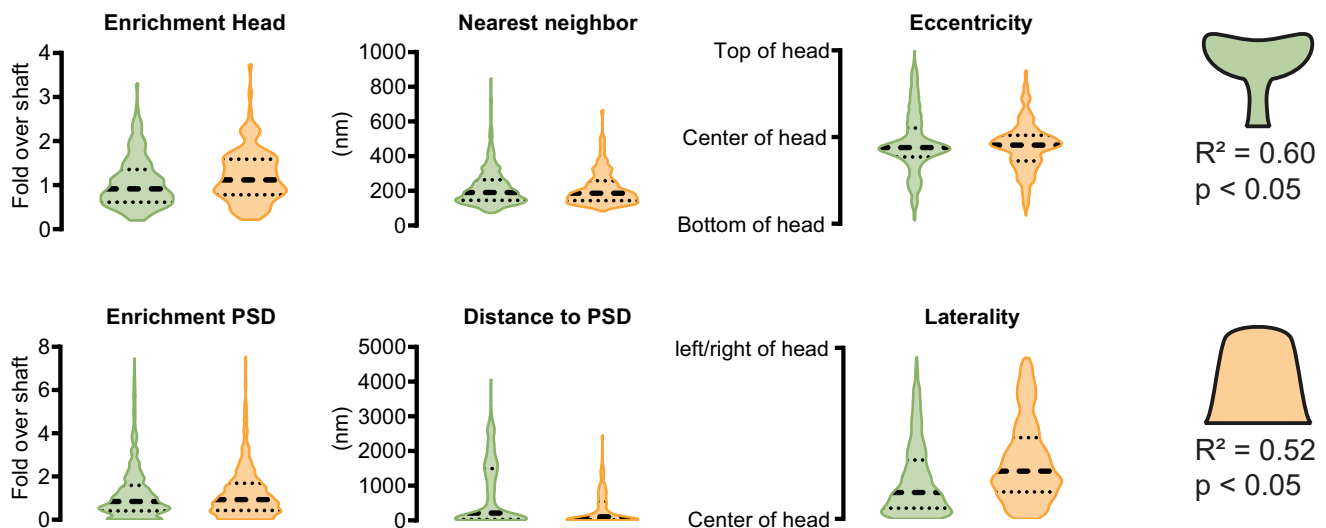 Enrichment Head
Fold over shaft
4
3
2
1
0
Nearest neighbor
(nm)
1000
800
600
400
200
0
Eccentricity
Top of head
Center of head
Bottom of head
R² = 0.60
p < 0.05
Enrichment PSD
Fold over shaft
8
6
4
2
0
Distance to PSD
(nm)
5000
4000
3000
2000
1000
0
Laterality
left/right of head
Center of head
R² = 0.52
p < 0.05